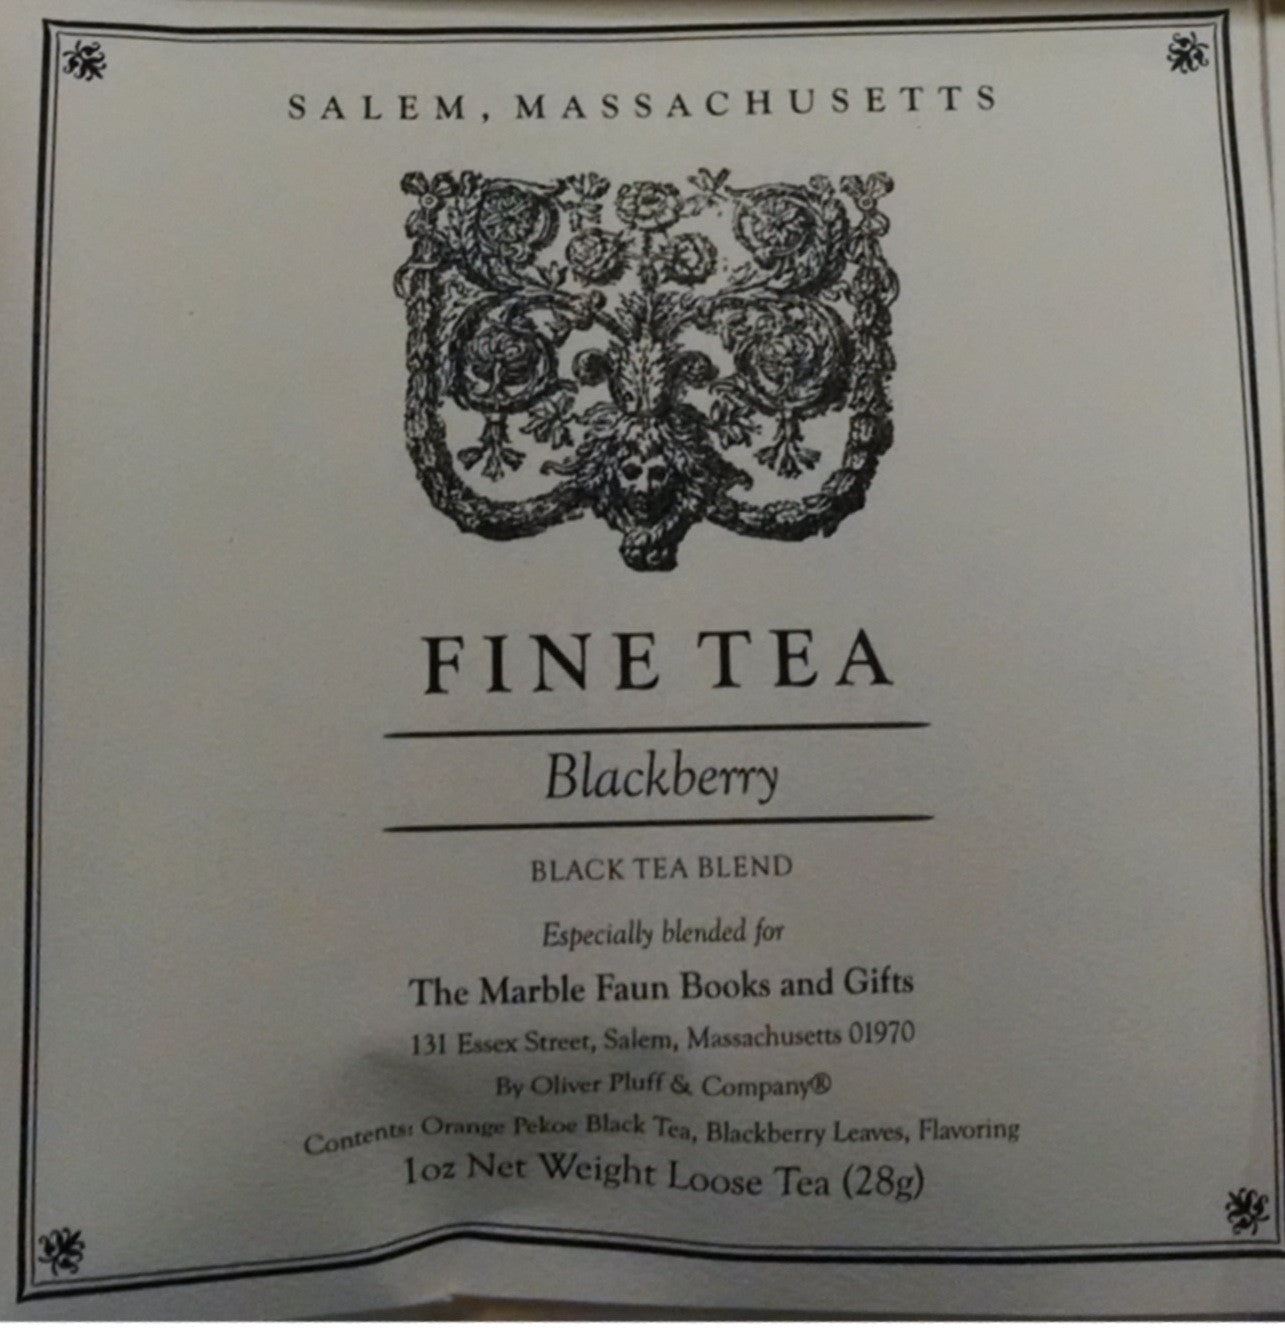 SALEM, MASSACHUSETTS
FINE TEA
Blackberry
BLACK TEA BLEND
Especially blended for
The Marble Faun Books and Gifts
131 Essex Street, Salem, Massachusetts 01970
By Oliver Pluff & Company®
Contents: Orange Pekoe Black Tea, Blackberry Leaves, Flavoring
1oz Net Weight Loose Tea (28g)